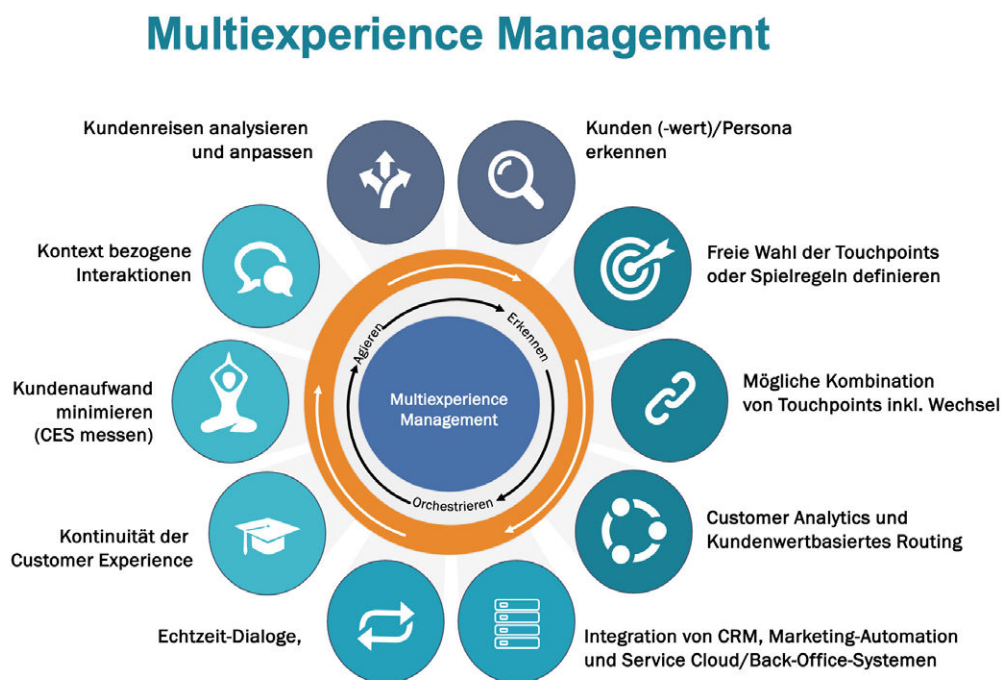 Multiexperience Management
Kundenreisen analysieren
und anpassen
Kunden (-wert)/Persona
erkennen
Kontext bezogene
Interaktionen
Freie Wahl der Touchpoints
oder Spielregeln definieren
Kundenaufwand
minimieren
(CES messen)
Mögliche Kombination
von Touchpoints inkl. Wechsel
Kontinuität der
Customer Experience
Customer Analytics und
Kundenwertbasiertes Routing
Echtzeit-Dialoge,
Integration von CRM, Marketing-Automation
und Service Cloud/Back-Office-Systemen
Agieren
Erkennen
Orchestrieren
Multiexperience
Management